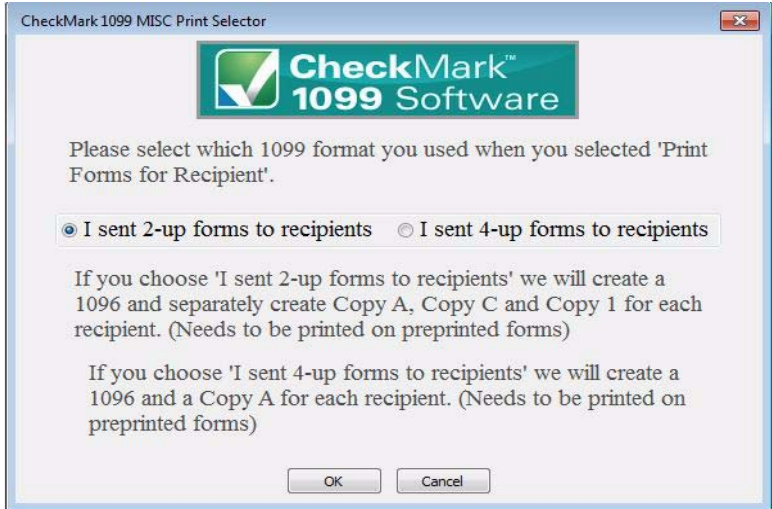 CheckMark 1099 MISC Print Selector
CheckMark™
1099 Software
Please select which 1099 format you used when you selected 'Print
Forms for Recipient'.
I sent 2-up forms to recipients I sent 4-up forms to recipients
If you choose 'I sent 2-up forms to recipients' we will create a
1096 and separately create Copy A, Copy C and Copy 1 for each
recipient. (Needs to be printed on preprinted forms)
If you choose 'I sent 4-up forms to recipients' we will create a
1096 and a Copy A for each recipient. (Needs to be printed on
preprinted forms)
OK Cancel